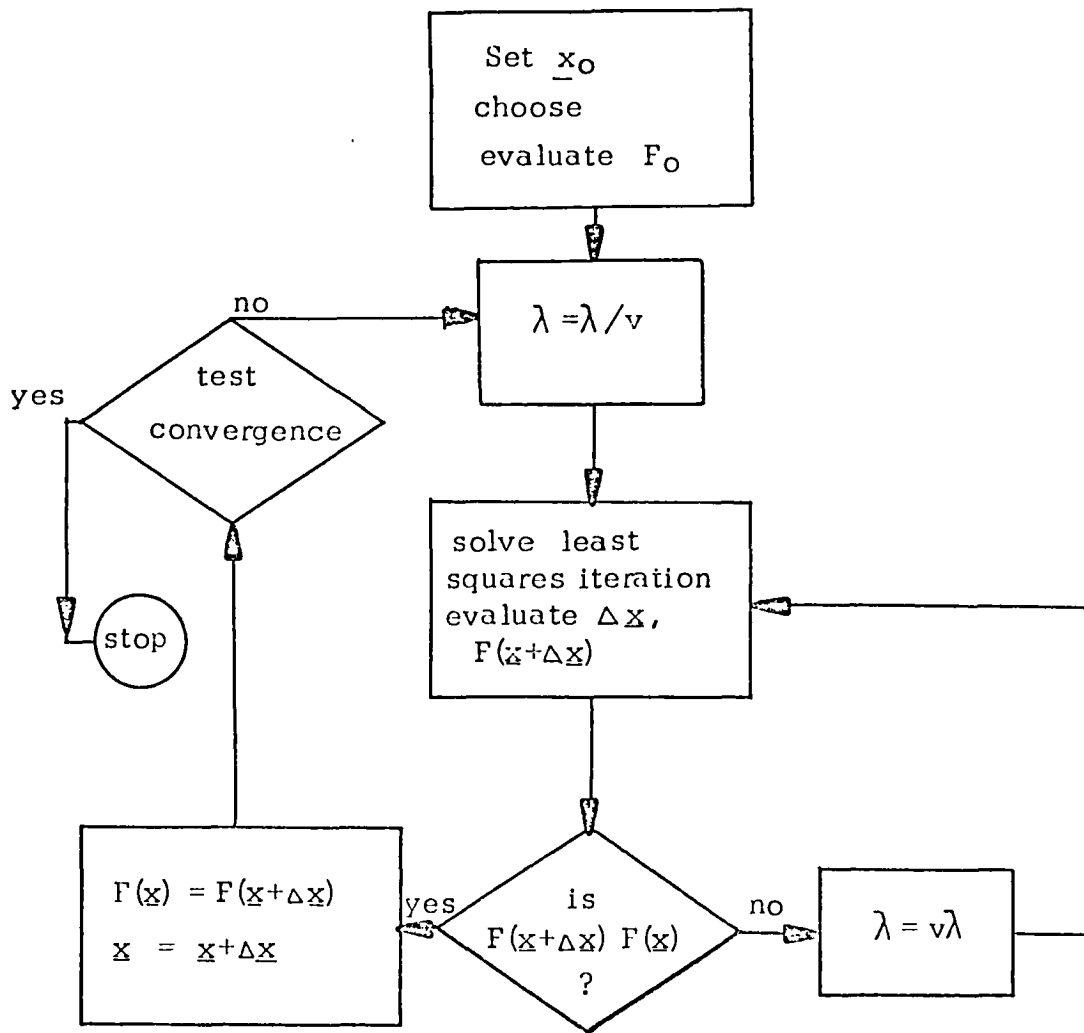 Set x₀
choose
evaluate F₀
λ = λ/v
no
test
convergence
yes
stop
solve least
squares iteration
evaluate Δx,
F(x+Δx)
is
F(x+Δx) F(x)
?
yes
no
F(x) = F(x+Δx)
x = x+Δx
λ = vλ